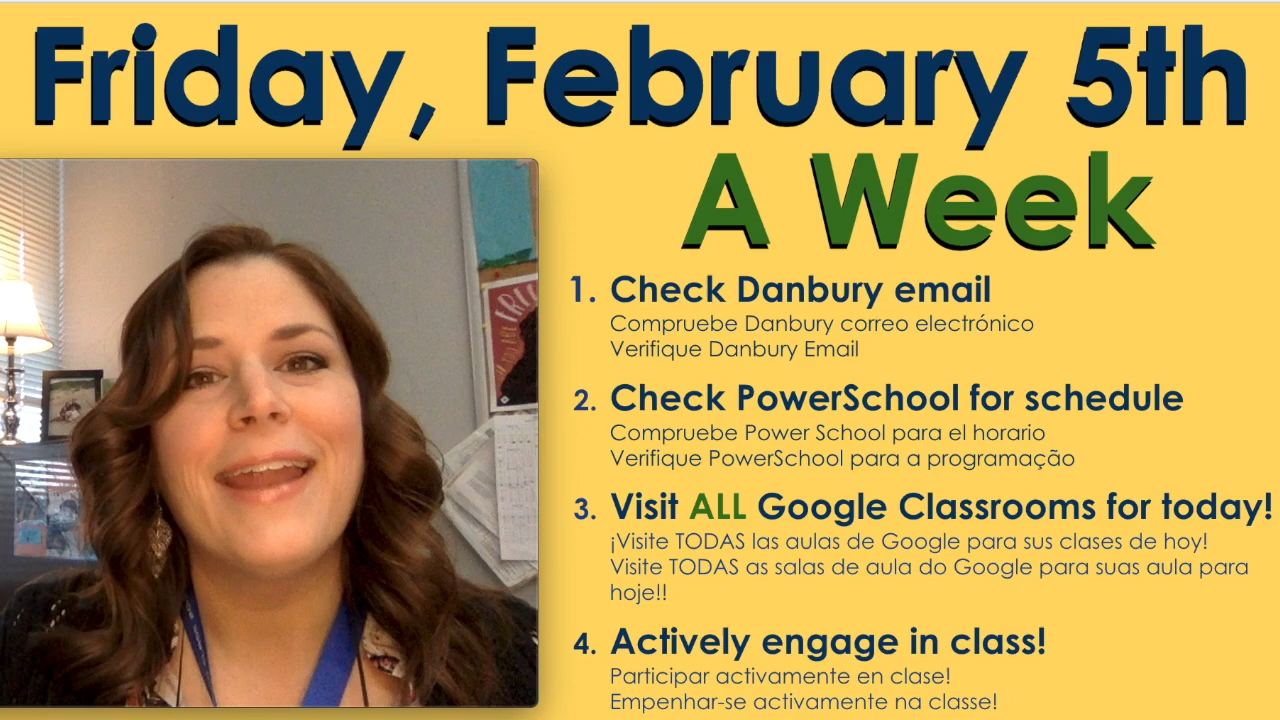 Friday, February 5th
A Week
1. Check Danbury email
Compruebe Danbury correo electrónico
Verifique Danbury Email
2. Check PowerSchool for schedule
Compruebe Power School para el horario
Verifique PowerSchool para a programação
3. Visit ALL Google Classrooms for today!
¡Visite TODAS las aulas de Google para sus clases de hoy!
Visite TODAS as salas de aula do Google para suas aula para
hoje!!
4. Actively engage in class!
Participar activamente en clase!
Empenhar-se activamente na classe!